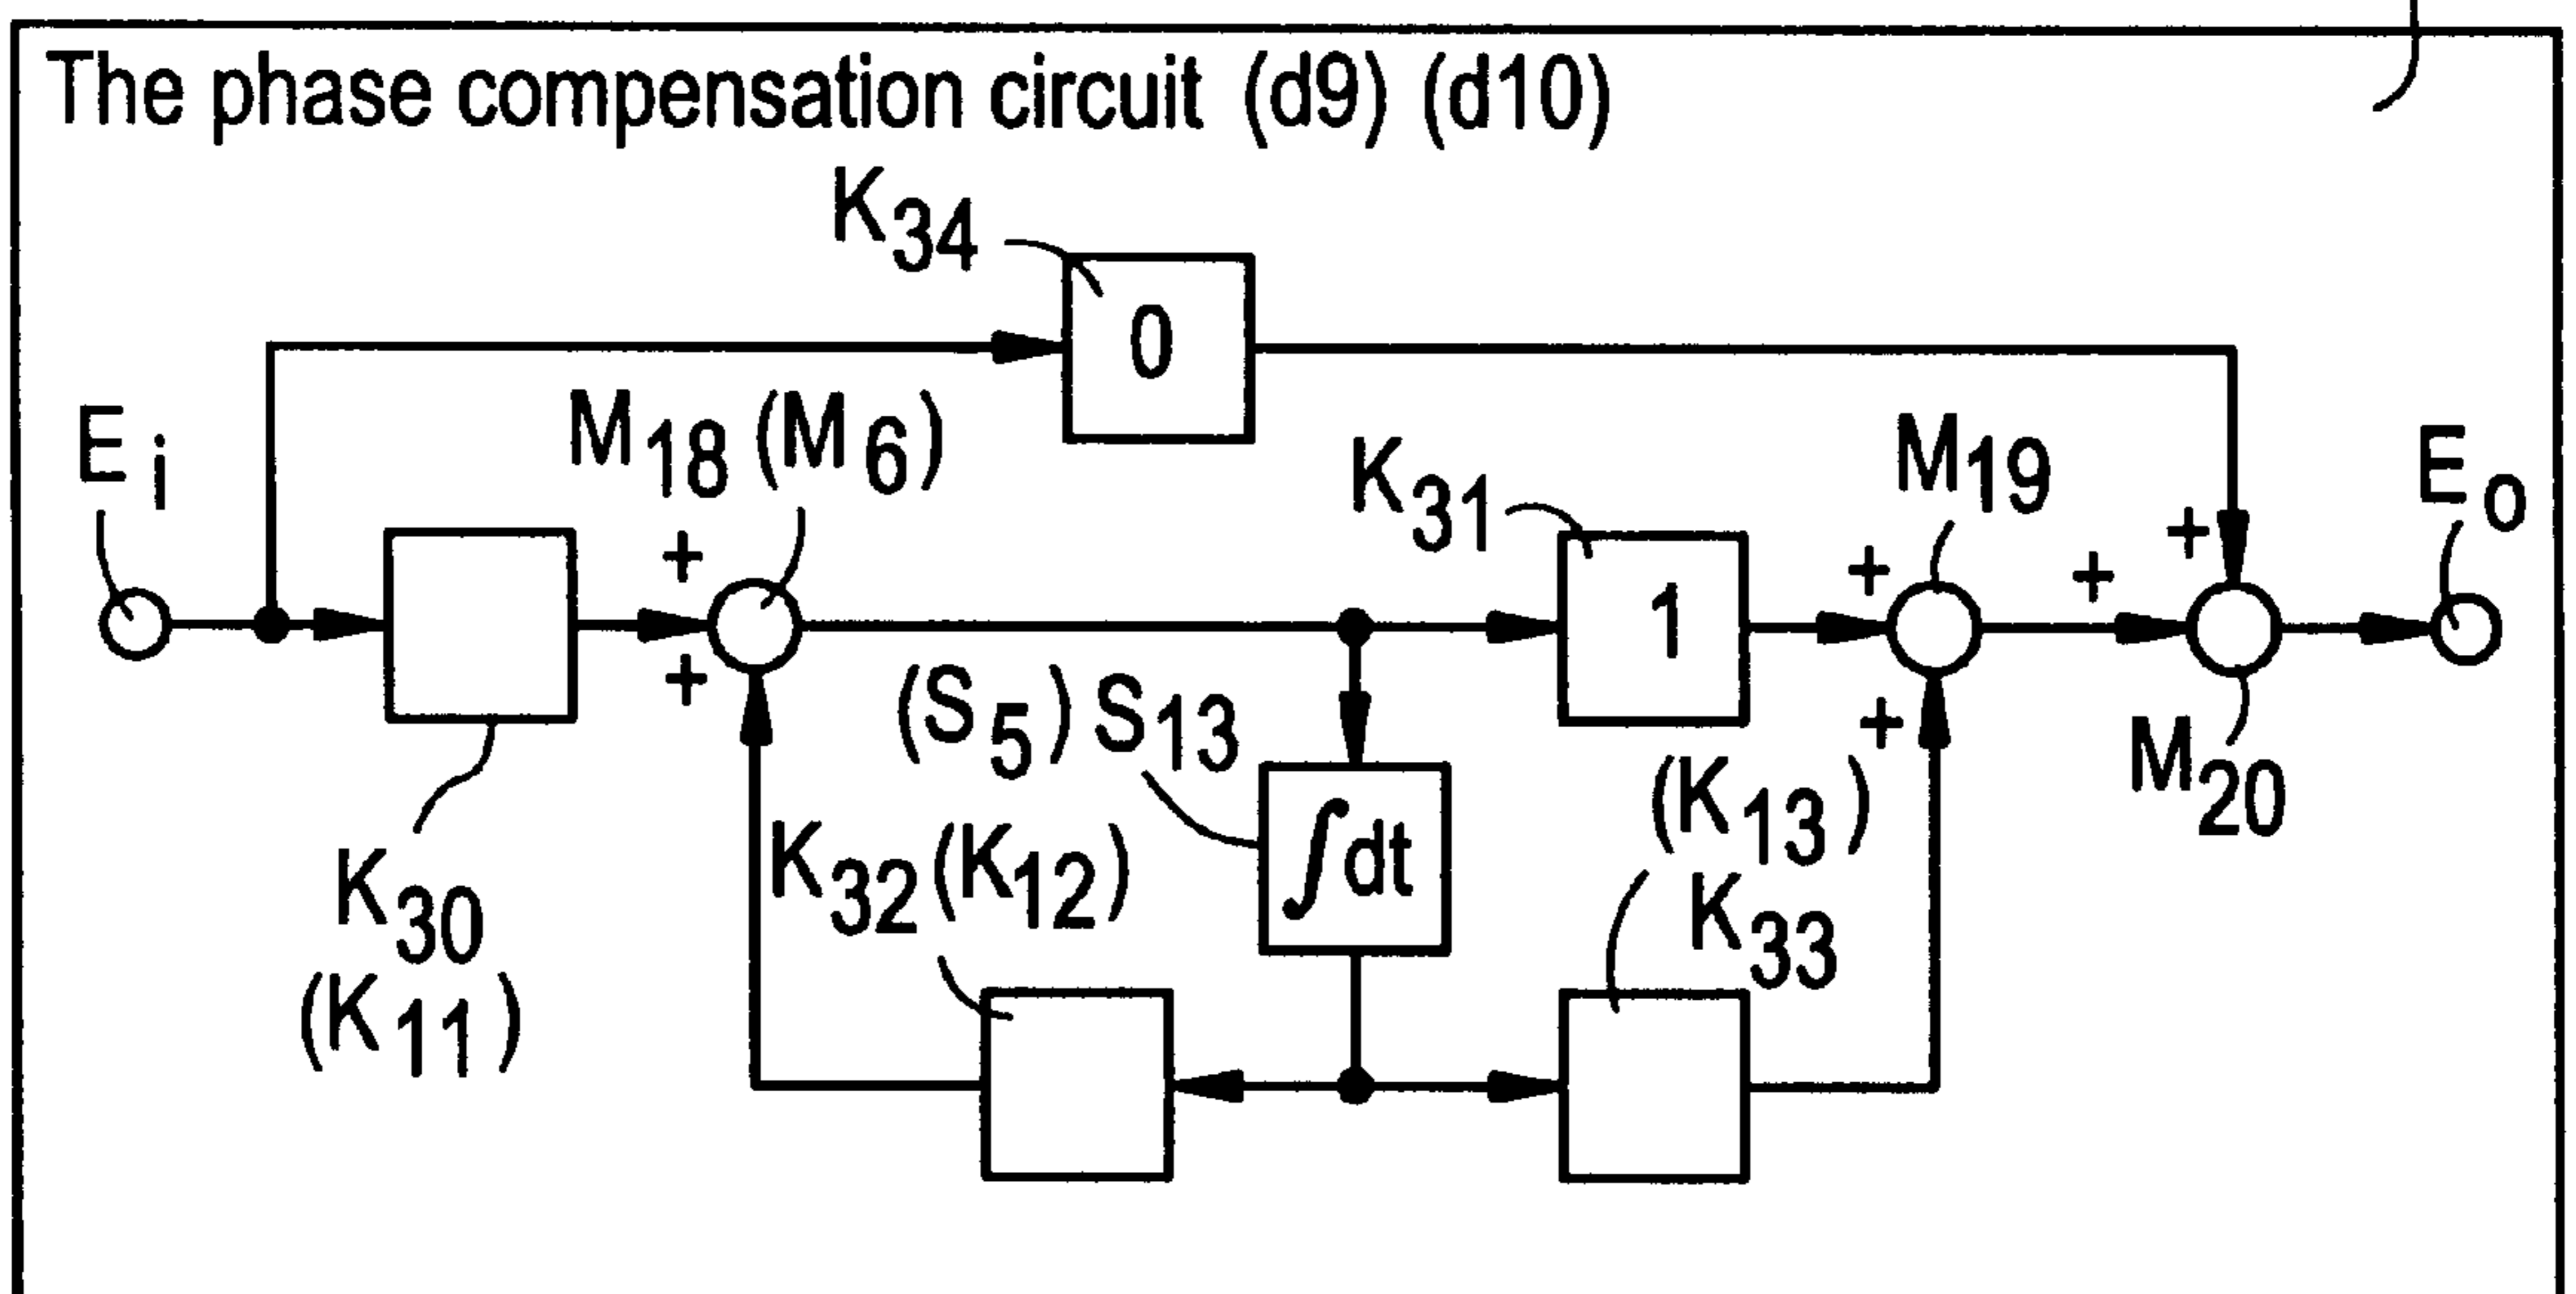 The phase compensation circuit (d9) (d10)
K34
0
Ei
M18 (M6)
K31
M19
Eo
+
+
+
+
1
+
(S5) S13
+
M20
(K13)
K32 (K12)
∫dt
K30
K33
(K11)